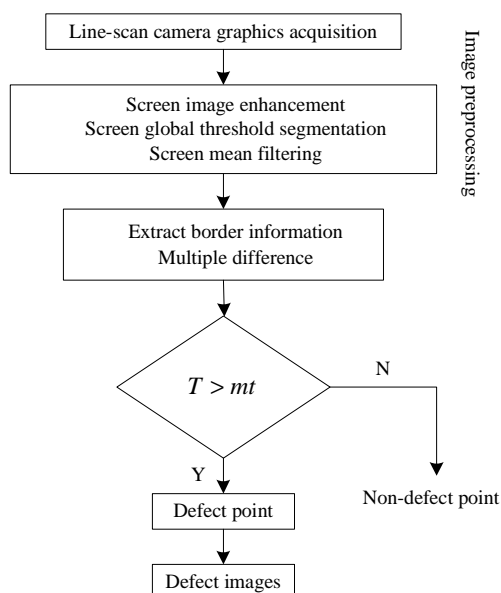 Line-scan camera graphics acquisition
Image preprocessing
Screen image enhancement
Screen global threshold segmentation
Screen mean filtering
Extract border information
Multiple difference
T > mt
N
Y
Non-defect point
Defect point
Defect images